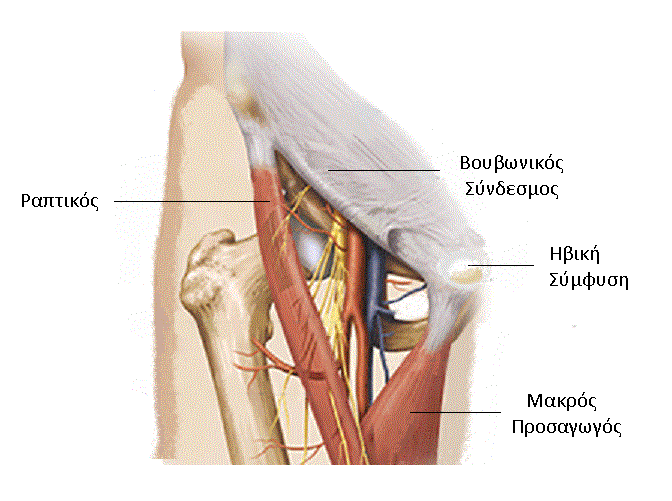 Βουβωνικός
Σύνδεσμος
Ραπτικός
Ηβική
Σύμφυση
Μακρός
Προσαγωγός